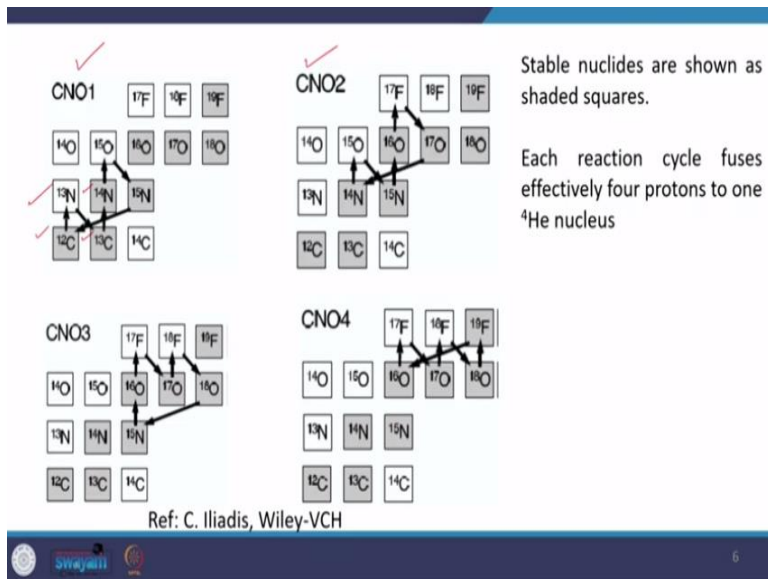 CNO1
¹⁷F ¹⁸F ¹⁹F
¹⁴O ¹⁵O ¹⁶O ¹⁷O ¹⁸O
¹³N ¹⁴N ¹⁵N
¹²C ¹³C ¹⁴C
CNO2
¹⁷F ¹⁸F ¹⁹F
¹⁴O ¹⁵O ¹⁶O ¹⁷O ¹⁸O
¹³N ¹⁴N ¹⁵N
¹²C ¹³C ¹⁴C
Stable nuclides are shown as
shaded squares.
Each reaction cycle fuses
effectively four protons to one
⁴He nucleus
CNO3
¹⁷F ¹⁸F ¹⁹F
¹⁴O ¹⁵O ¹⁶O ¹⁷O ¹⁸O
¹³N ¹⁴N ¹⁵N
¹²C ¹³C ¹⁴C
CNO4
¹⁷F ¹⁸F ¹⁹F
¹⁴O ¹⁵O ¹⁶O ¹⁷O ¹⁸O
¹³N ¹⁴N ¹⁵N
¹²C ¹³C ¹⁴C
Ref: C. Iliadis, Wiley-VCH
swayam
6